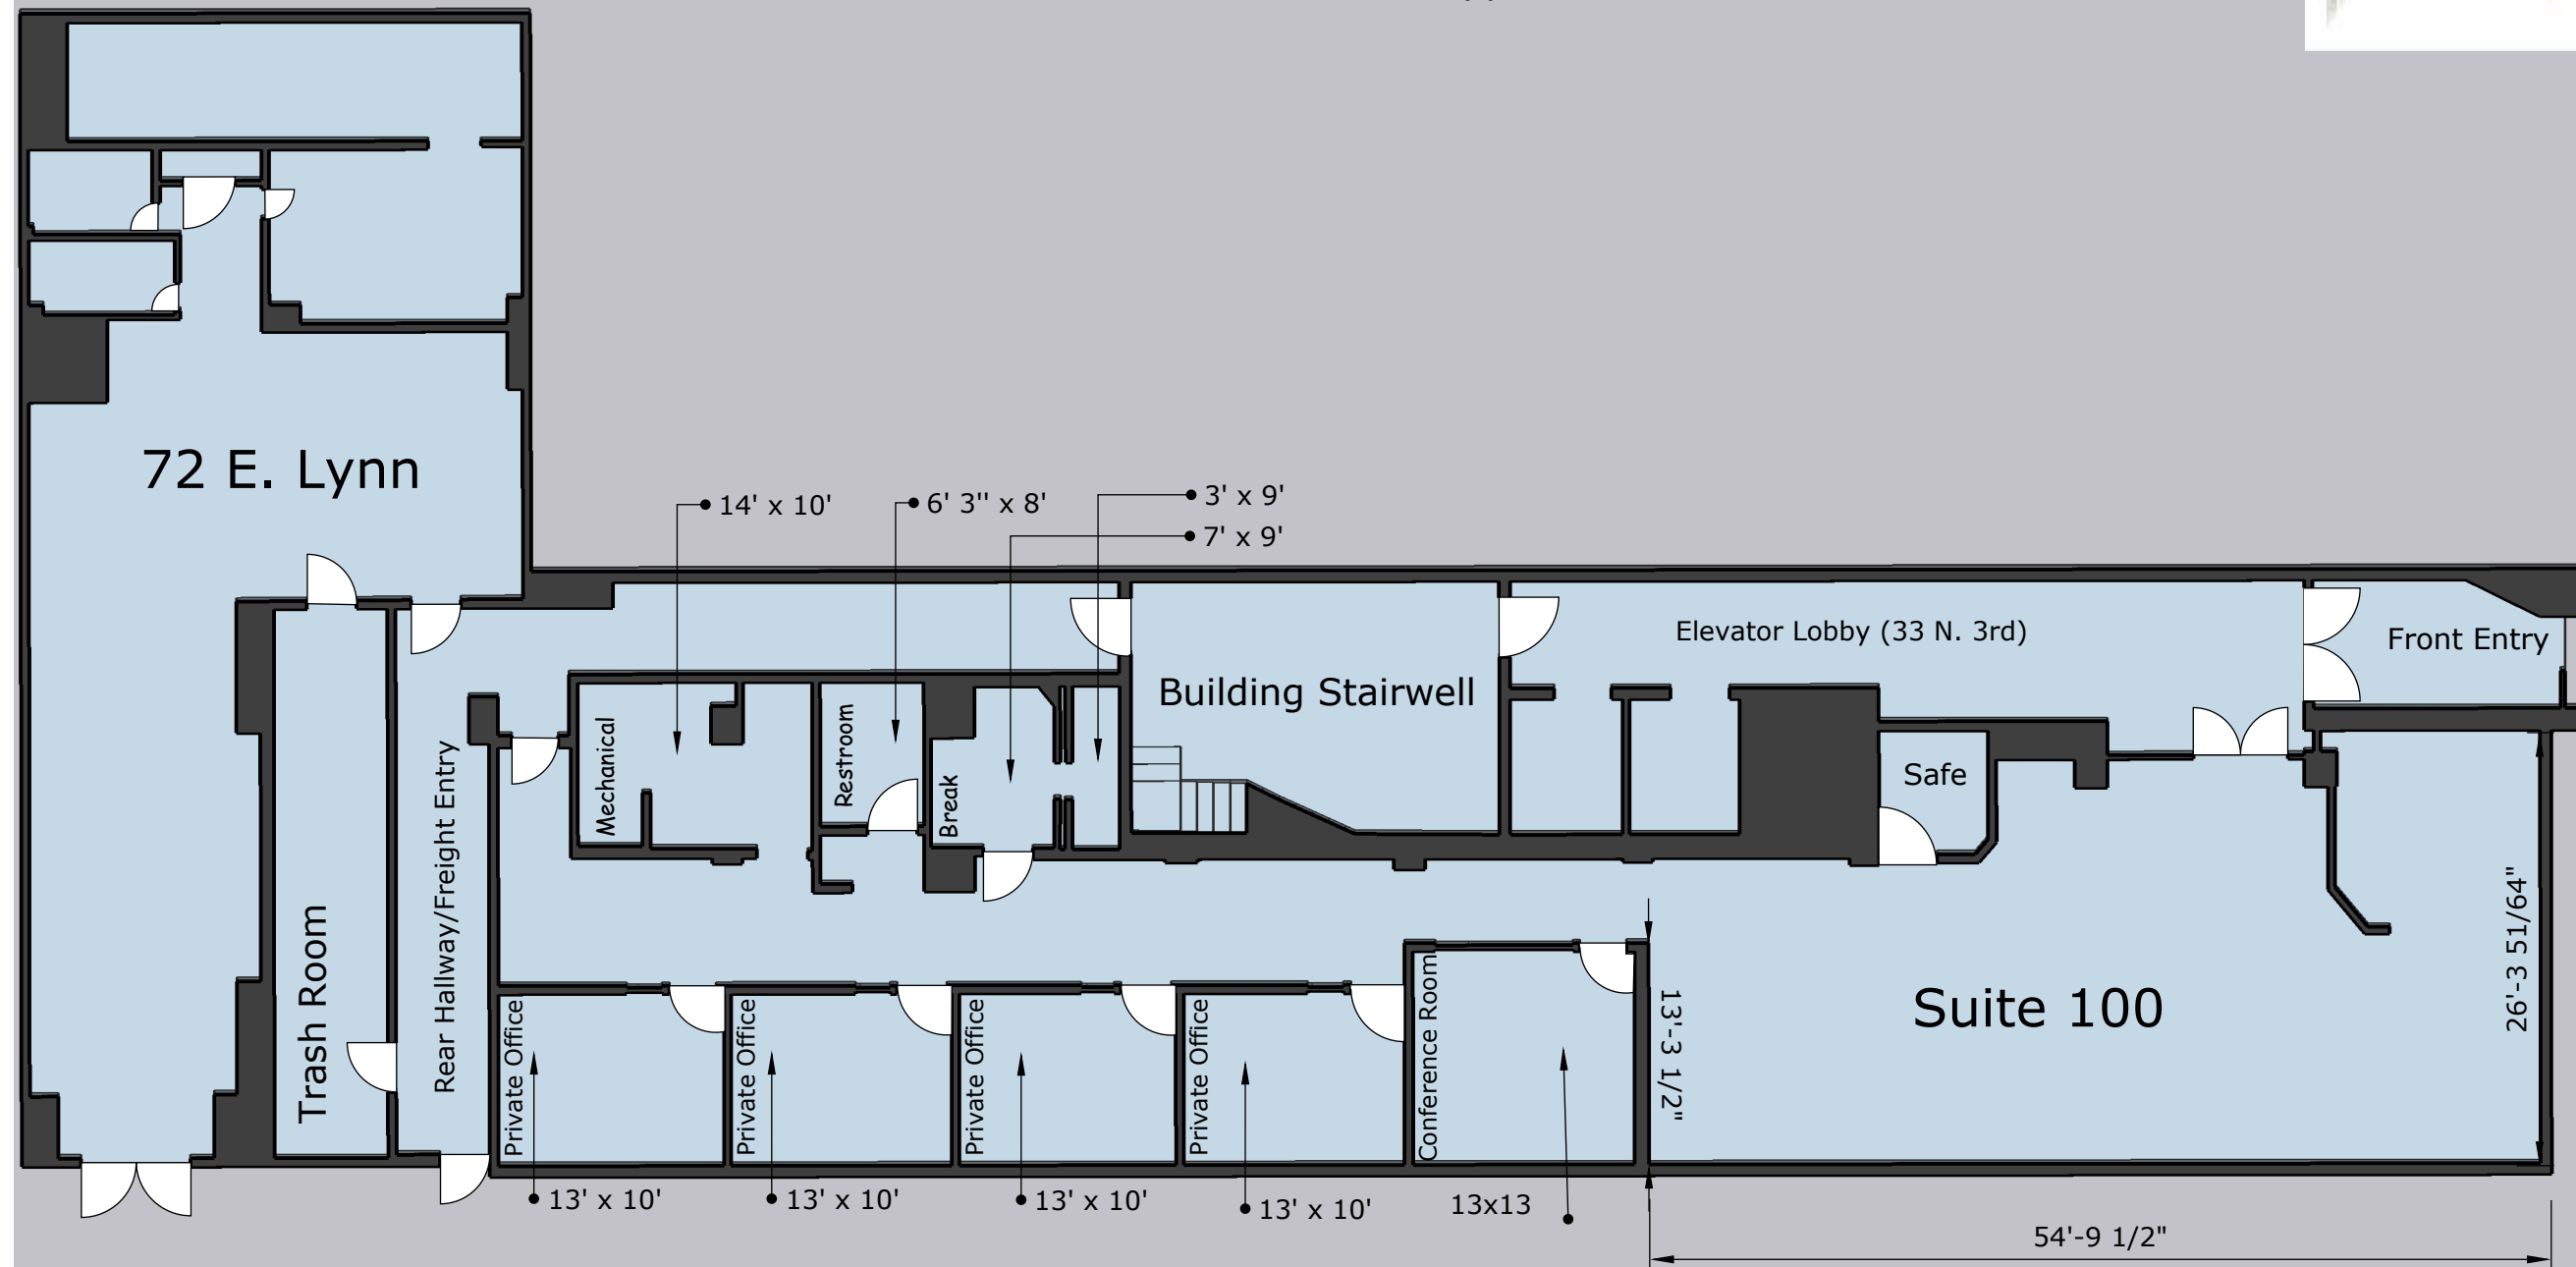 72 E. Lynn
14' x 10'
6' 3'' x 8'
3' x 9'
7' x 9'
Elevator Lobby (33 N. 3rd)
Front Entry
Building Stairwell
Mechanical
Restroom
Break
Safe
Rear Hallway/Freight Entry
Trash Room
Private Office
Private Office
Private Office
Private Office
Conference Room
13'-3 1/2"
Suite 100
26'-3 51/64"
13' x 10'
13' x 10'
13' x 10'
13' x 10'
13x13
54'-9 1/2"